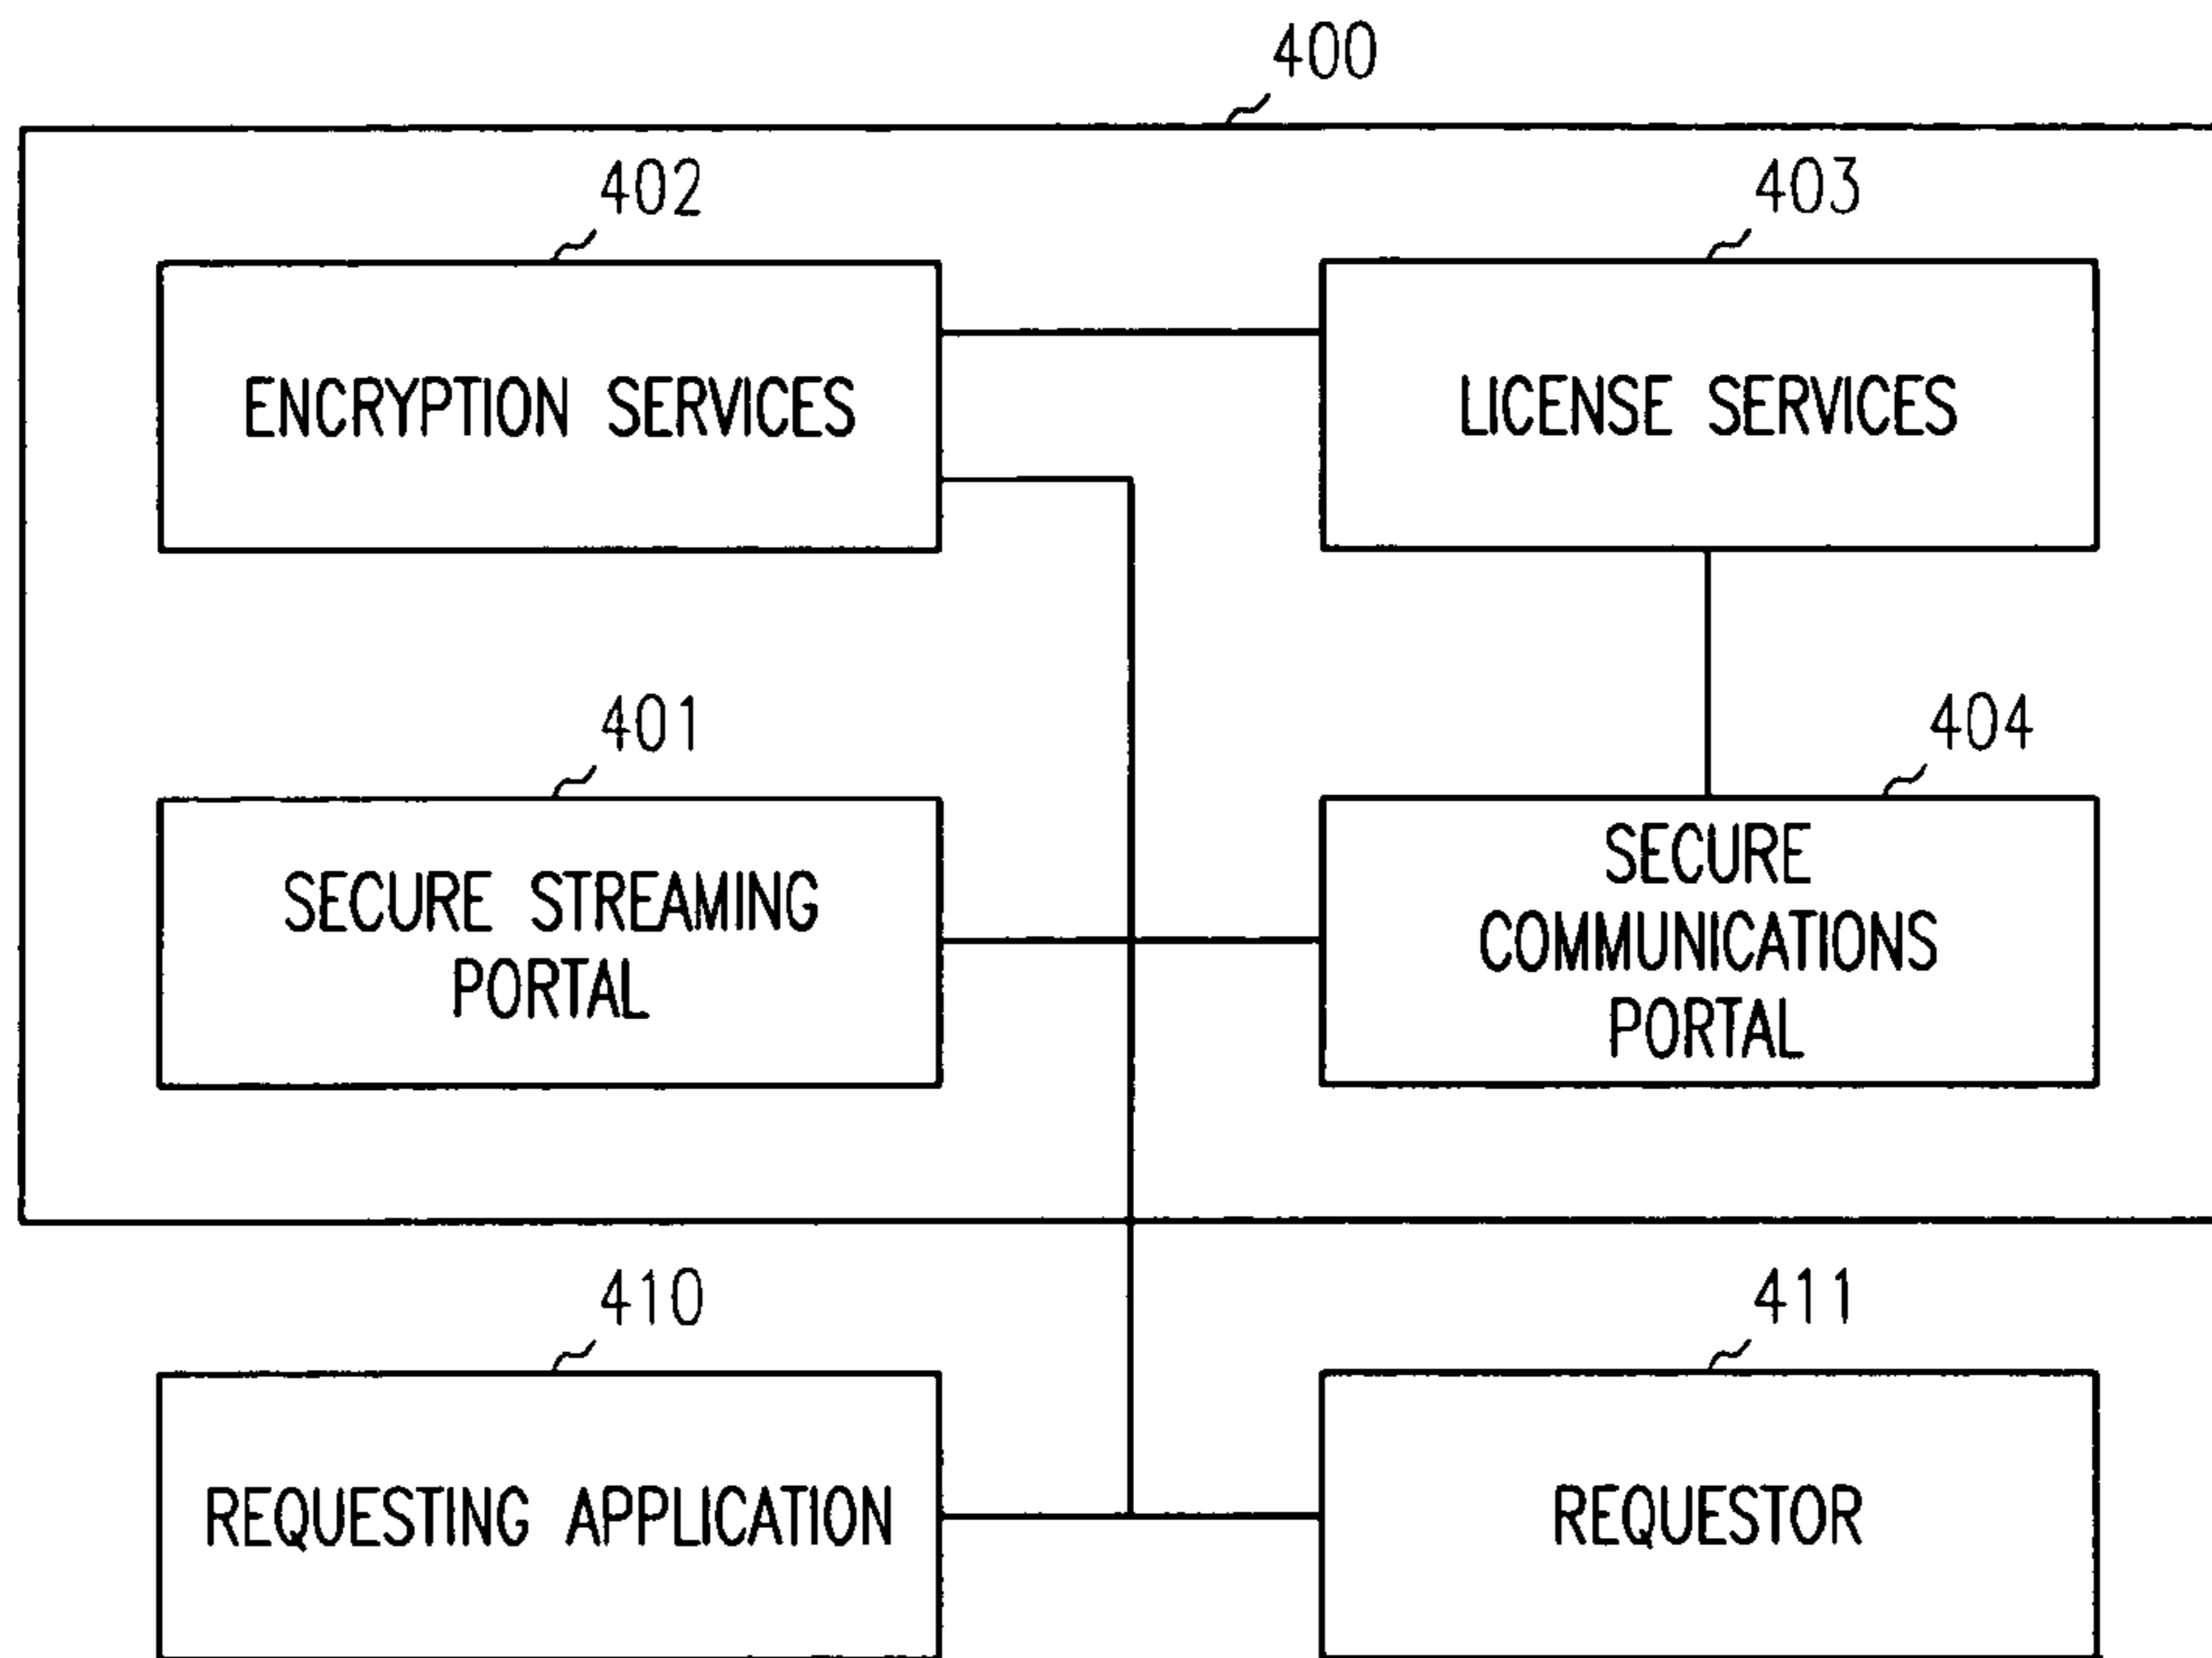 400
402
403
ENCRYPTION SERVICES
LICENSE SERVICES
401
404
SECURE STREAMING
PORTAL
SECURE
COMMUNICATIONS
PORTAL
410
411
REQUESTING APPLICATION
REQUESTOR